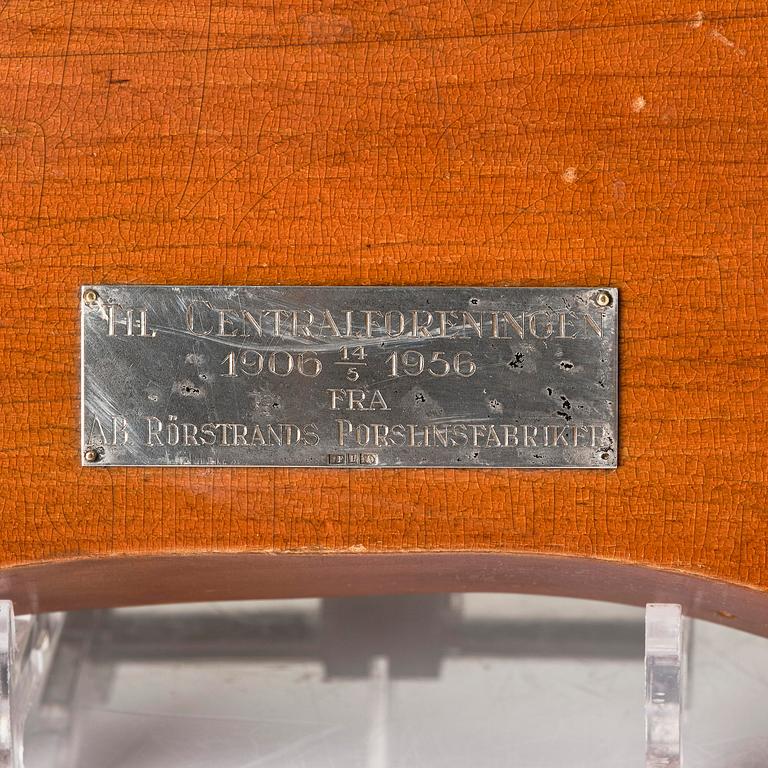 TIL CENTRALFORENINGEN
1906 14/5 1956
FRA
AB RÖRSTRANDS PORSLINSFABRIKER